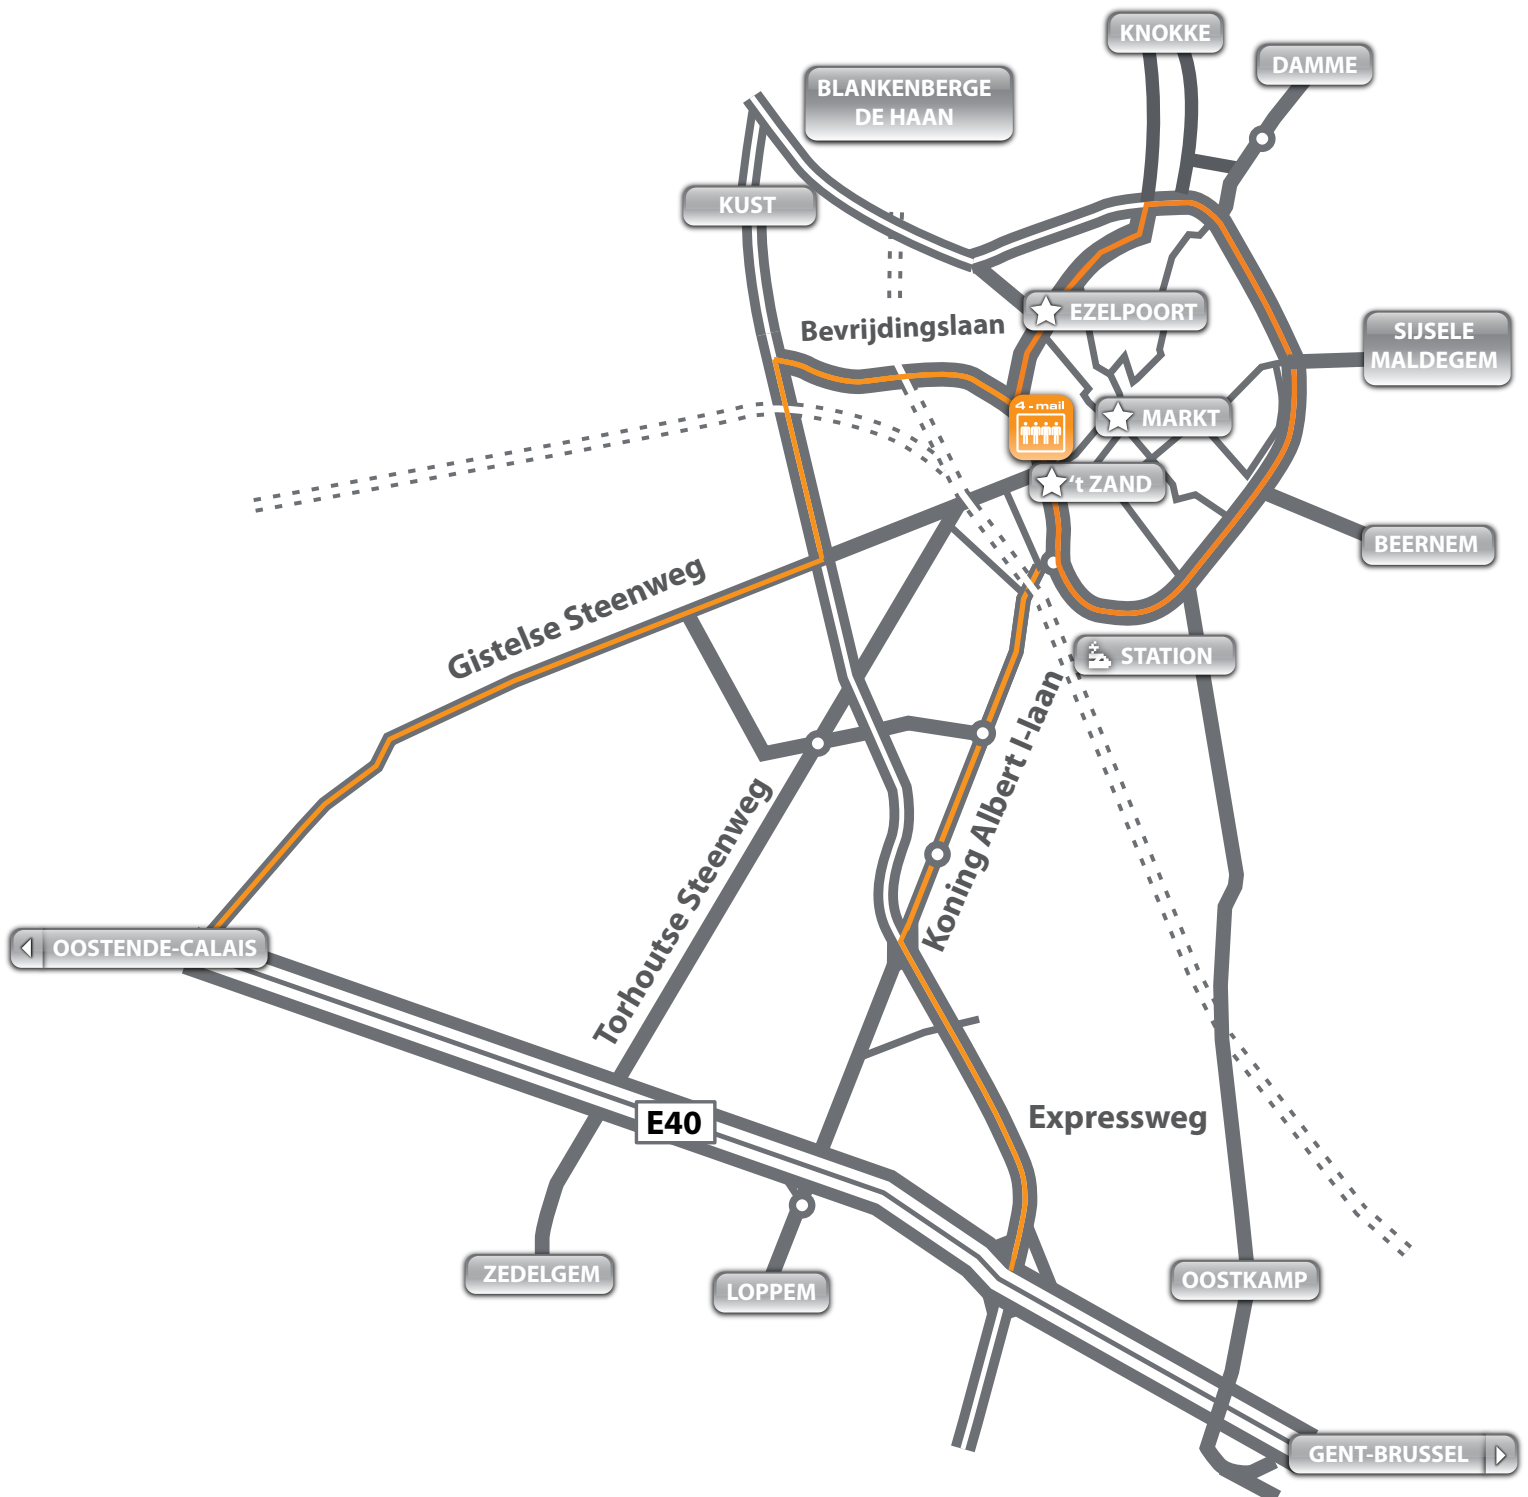 KNOKKE
DAMME
BLANKENBERGE
DE HAAN
KUST
EZELPOORT
Bevrijdingslaan
SIJSELE
MALDEGEM
4-mail
MARKT
't ZAND
BEERNEM
Gistelse Steenweg
STATION
Koning Albert I-laan
Torhoutse Steenweg
OOSTENDE-CALAIS
E40
Expressweg
ZEDELGEM
LOPPEM
OOSTKAMP
GENT-BRUSSEL